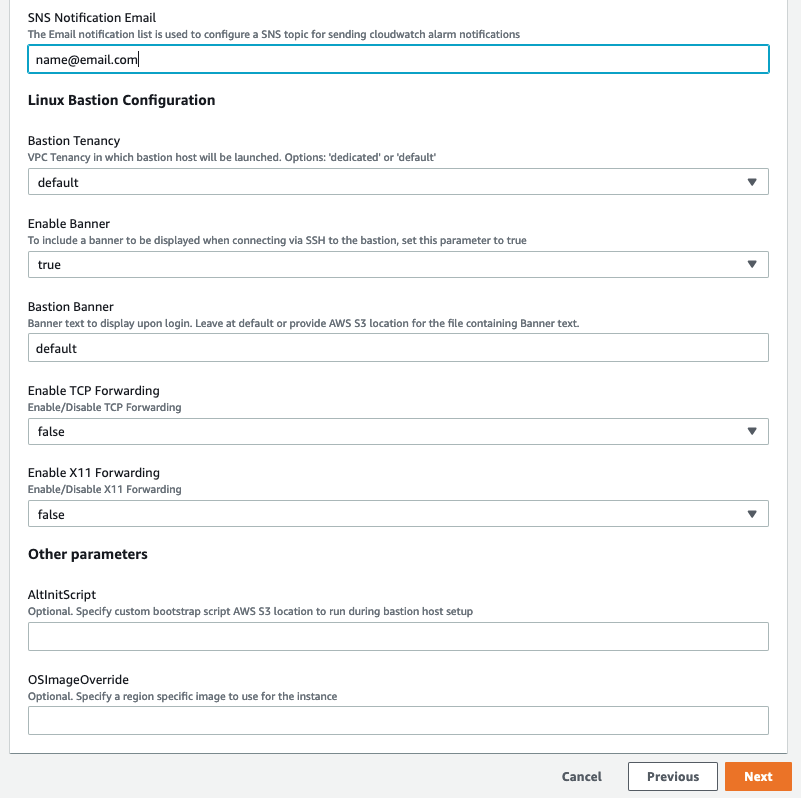 SNS Notification Email
The Email notification list is used to configure a SNS topic for sending cloudwatch alarm notifications
name@email.com
Linux Bastion Configuration
Bastion Tenancy
VPC Tenancy in which bastion host will be launched. Options: 'dedicated' or 'default'
default
Enable Banner
To include a banner to be displayed when connecting via SSH to the bastion, set this parameter to true
true
Bastion Banner
Banner text to display upon login. Leave at default or provide AWS S3 location for the file containing Banner text.
default
Enable TCP Forwarding
Enable/Disable TCP Forwarding
false
Enable X11 Forwarding
Enable/Disable X11 Forwarding
false
Other parameters
AltInitScript
Optional. Specify custom bootstrap script AWS S3 location to run during bastion host setup
OSImageOverride
Optional. Specify a region specific image to use for the instance
Cancel Previous Next